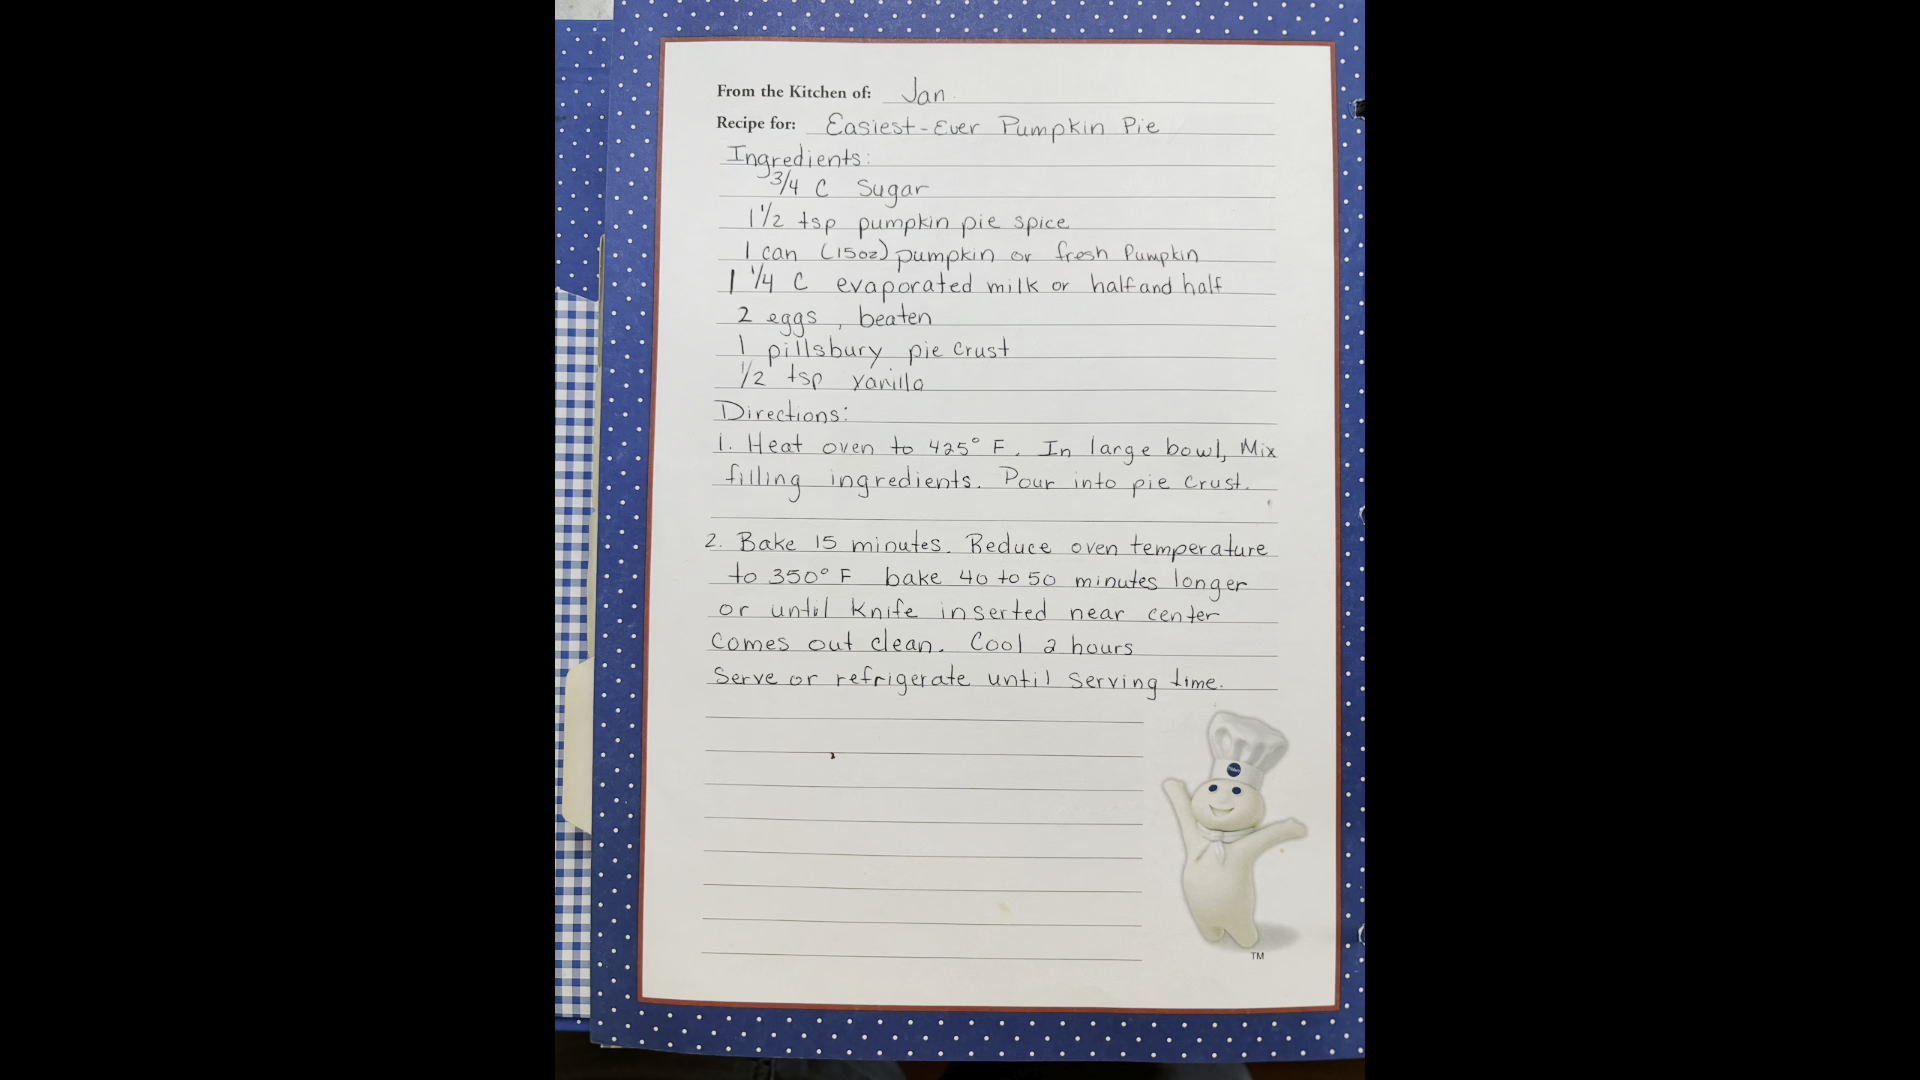 From the Kitchen of: Jan
Recipe for: Easiest-Ever Pumpkin Pie
Ingredients:
3/4 C Sugar
1 1/2 tsp pumpkin pie spice
1 can (15oz) pumpkin or fresh Pumpkin
1 1/4 C evaporated milk or half and half
2 eggs, beaten
1 pillsbury pie crust
1/2 tsp vanilla
Directions:
1. Heat oven to 425° F. In large bowl, Mix
filling ingredients. Pour into pie crust.
2. Bake 15 minutes. Reduce oven temperature
to 350° F bake 40 to 50 minutes longer
or until knife inserted near center
comes out clean. Cool 2 hours
Serve or refrigerate until serving time.
TM